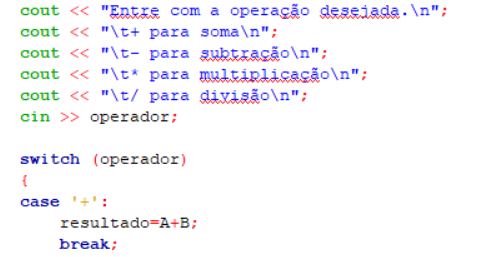 cout << "Entre com a operação desejada.\n";
cout << "\t+ para soma\n";
cout << "\t- para subtração\n";
cout << "\t* para multiplicação\n";
cout << "\t/ para divisão\n";
cin >> operador;
switch (operador)
{
case '+':
    resultado=A+B;
    break;